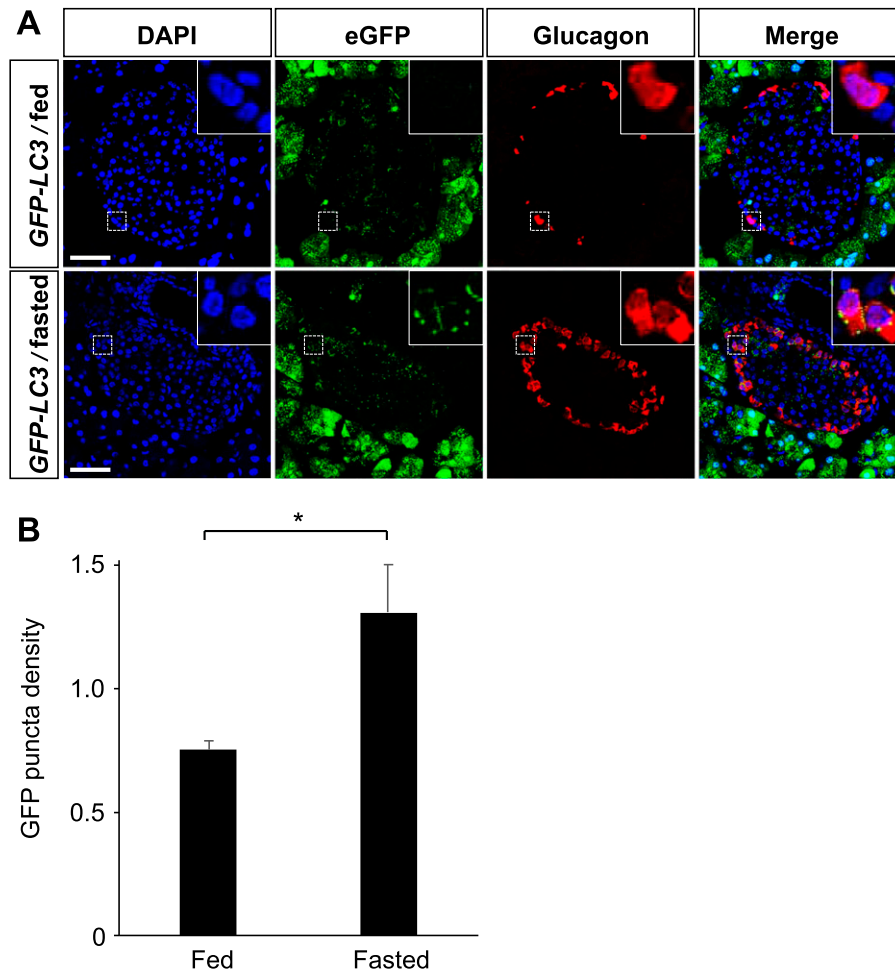 A
DAPI eGFP Glucagon Merge
GFP-LC3 / fed
GFP-LC3 / fasted
B
*
1.5
1.0
0.5
0
GFP puncta density
Fed Fasted